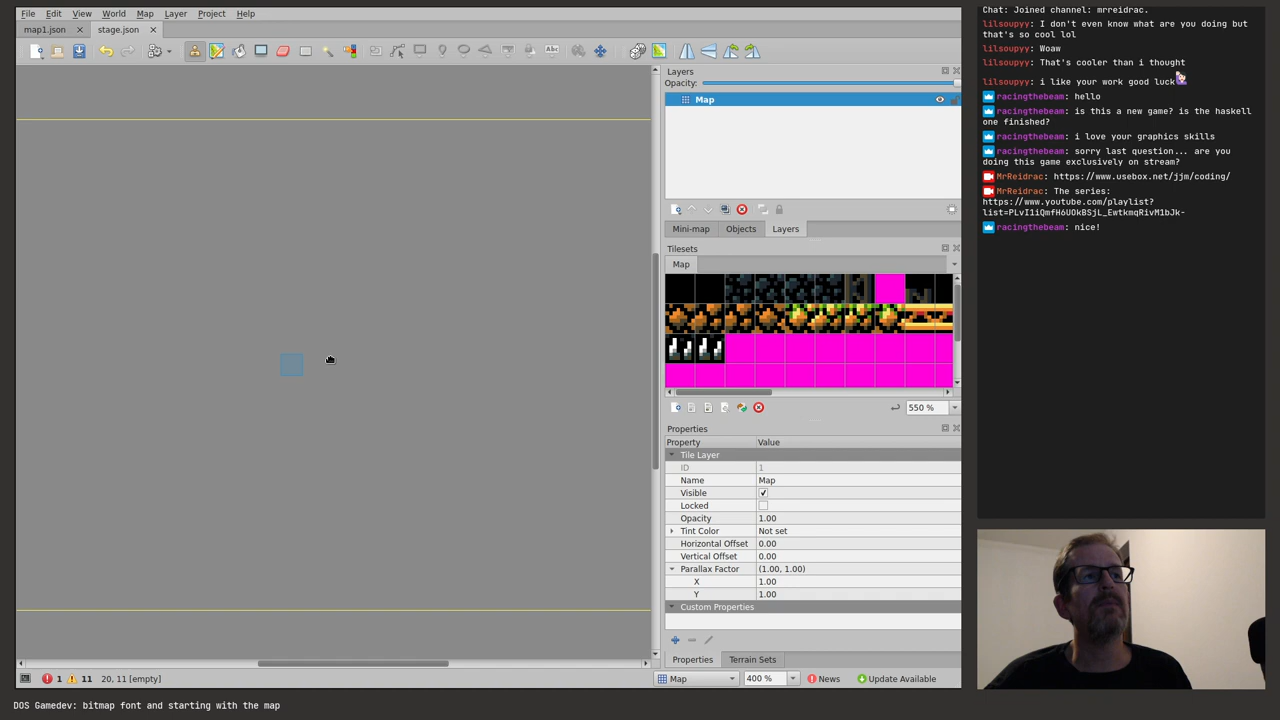 File Edit View World Map Layer Project Help
map1.json
stage.json
Layers
Opacity:
Map
Mini-map Objects Layers
Tilesets
Map
550 %
Properties
Property Value
Tile Layer
ID 1
Name Map
Visible
Locked
Opacity 1.00
Tint Color Not set
Horizontal Offset 0.00
Vertical Offset 0.00
Parallax Factor (1.00, 1.00)
X 1.00
Y 1.00
Custom Properties
Properties Terrain Sets
1 11 20, 11 [empty]
Map 400 % News Update Available
DOS Gamedev: bitmap font and starting with the map
Chat: Joined channel: mrreidrac.
lilsoupyy: I don't even know what are you doing but
that's so cool lol
lilsoupyy: Woaw
lilsoupyy: That's cooler than i thought
lilsoupyy: i like your work good luck
racingthebeam: hello
racingthebeam: is this a new game? is the haskell
one finished?
racingthebeam: i love your graphics skills
racingthebeam: sorry last question... are you
doing this game exclusively on stream?
MrReidrac: https://www.usebox.net/jjm/coding/
MrReidrac: The series:
https://www.youtube.com/playlist?
list=PLvI1iQmfH6UOkBSjL_EwtkmqRivM1bJk-
racingthebeam: nice!